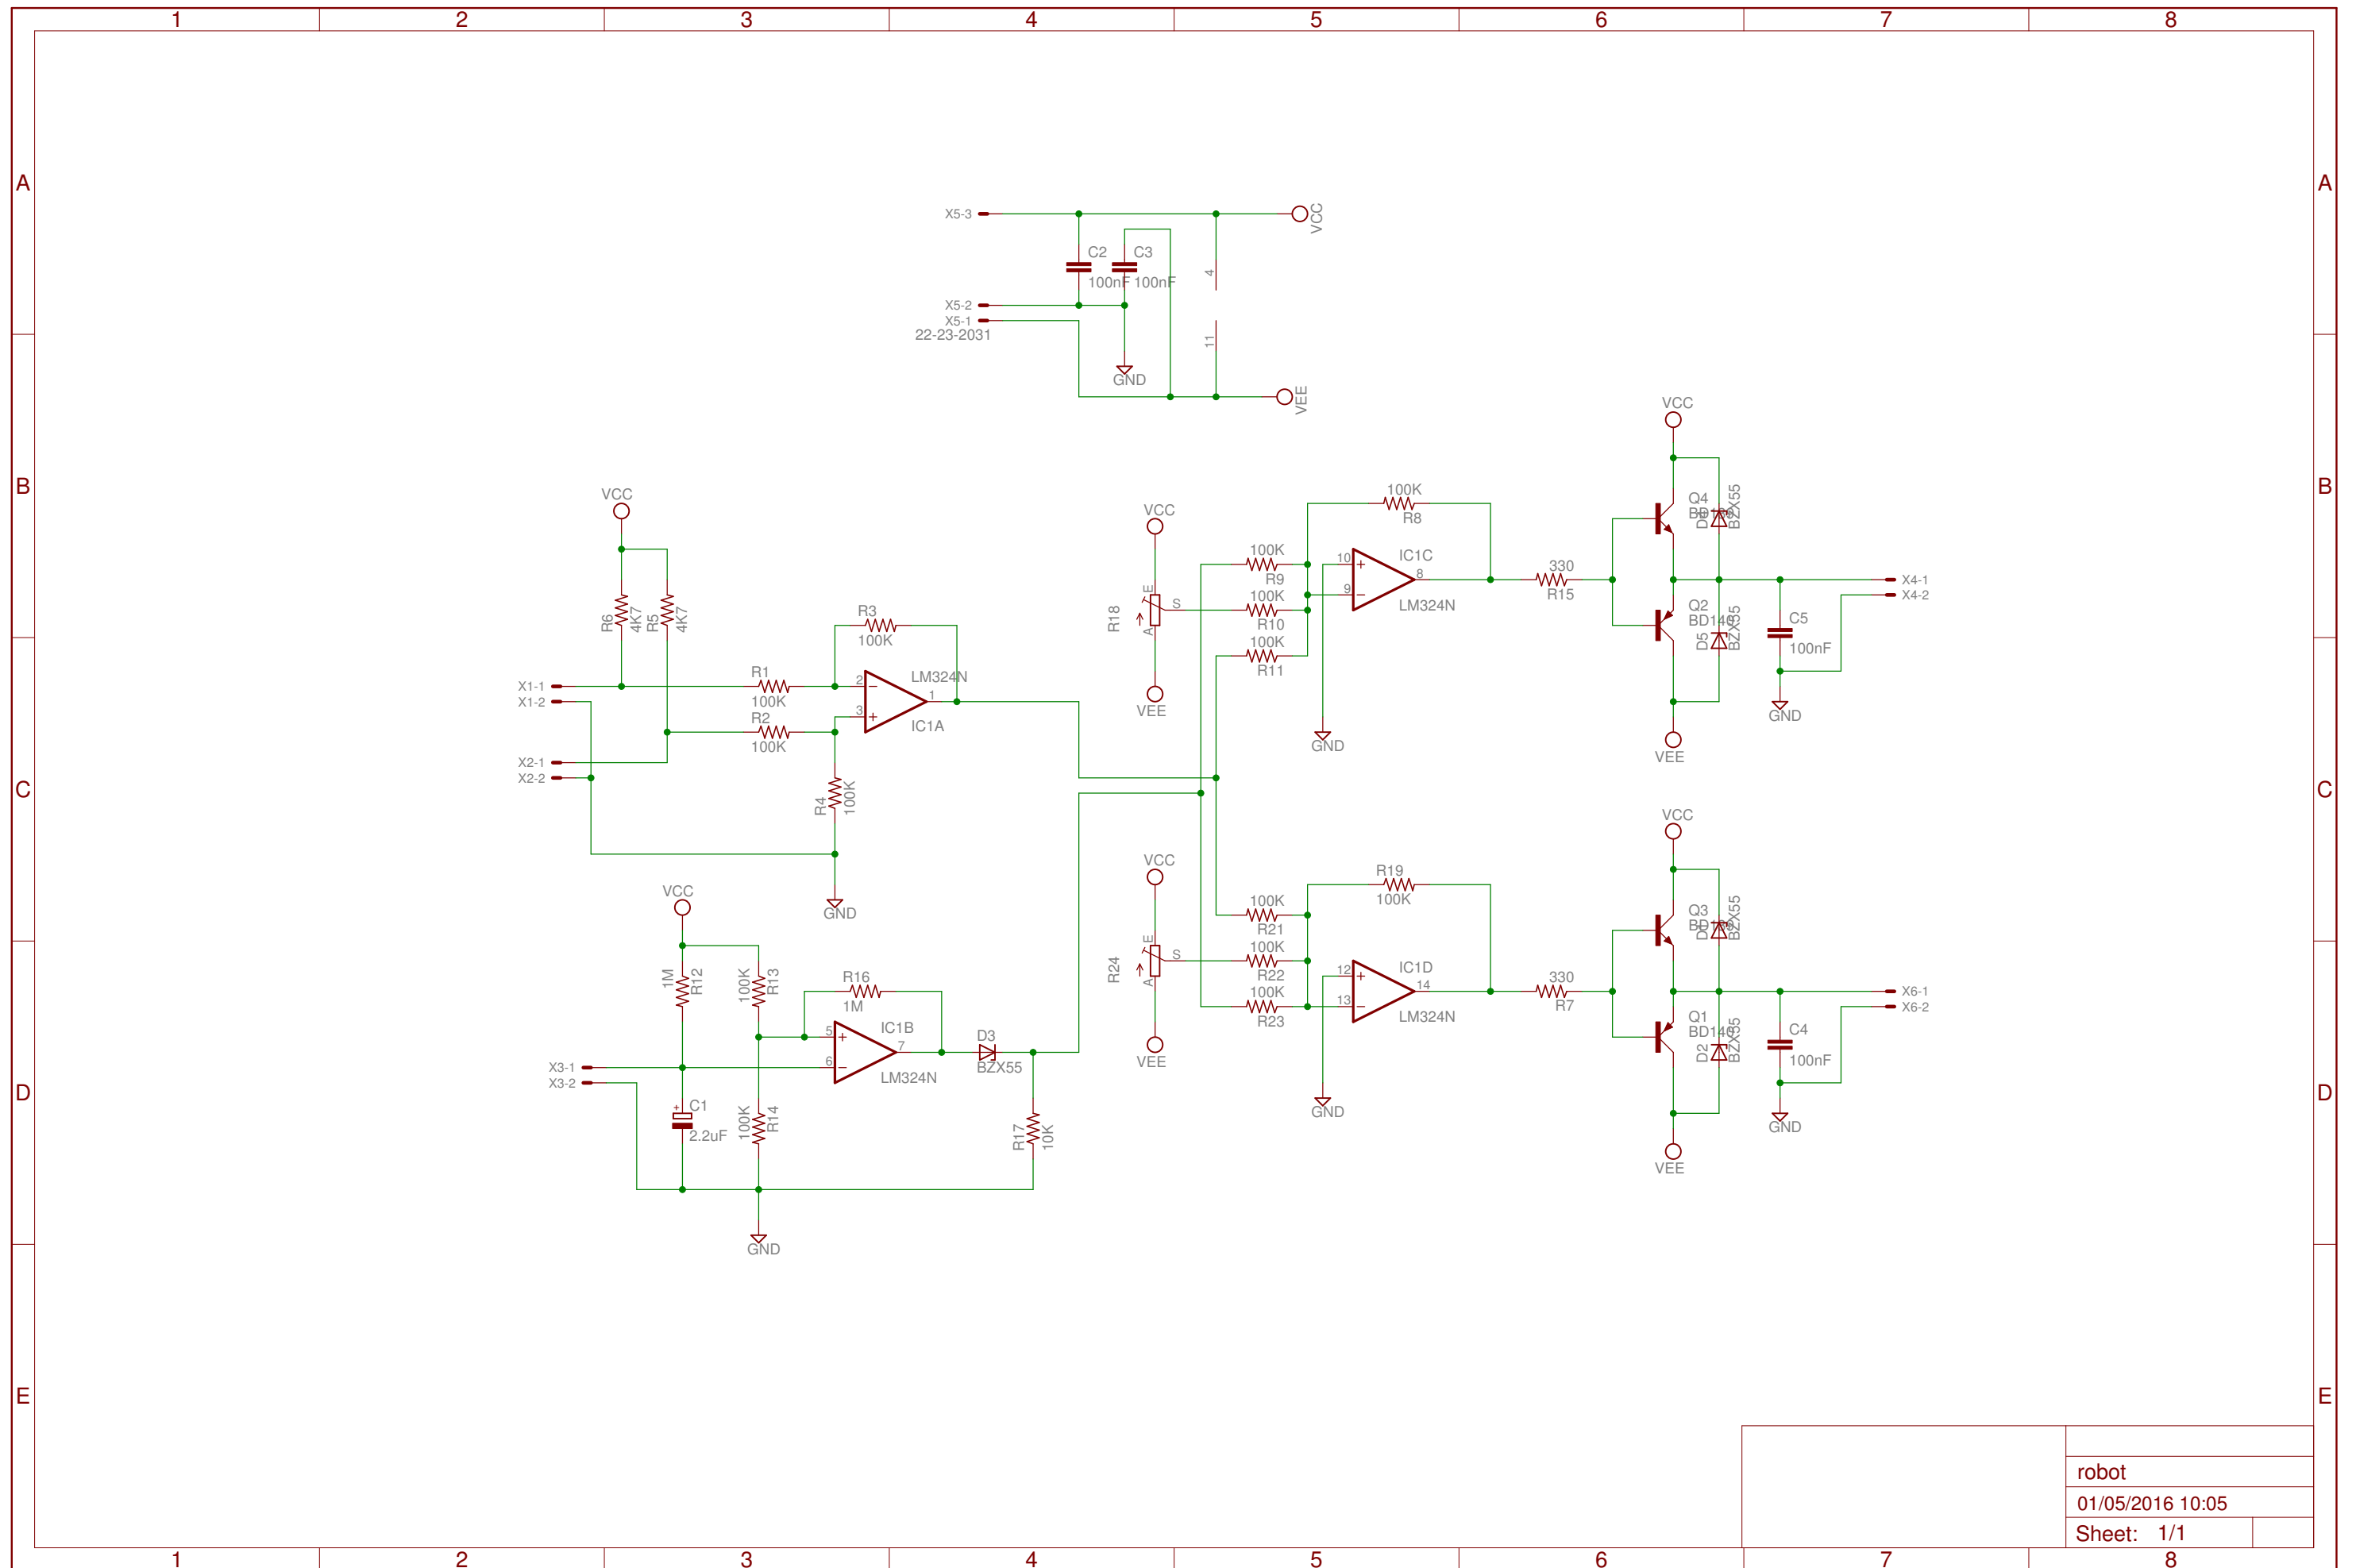 1 2 3 4 5 6 7 8
A A
X5-3
VCC
C2 C3
100nF 100nF
4
X5-2
X5-1
22-23-2031
11
GND
VEE
B B
VCC
R6 4K7 R5 4K7
X1-1
X1-2
X2-1
X2-2
R1
100K
R2
100K
R3
100K
2
3
1
LM324N
IC1A
R4 100K
GND
VCC
R18
E
S
A
VEE
100K
R9
100K
R10
100K
R11
100K
R8
10
9
8
IC1C
LM324N
GND
330
R15
VCC
Q4
BZX55
Q2
BD140
D5 BZX55
VEE
C5
100nF
GND
X4-1
X4-2
C C
VCC
1M R12
100K R13
R16
1M
5
6
7
IC1B
LM324N
D3
BZX55
X3-1
X3-2
C1
+
2.2uF
100K R14
R17 10K
GND
VCC
R24
E
S
A
VEE
100K
R21
100K
R22
100K
R23
R19
100K
12
13
14
IC1D
LM324N
GND
330
R7
VCC
Q3
BZX55
Q1
BD140
D2 BZX55
VEE
C4
100nF
GND
X6-1
X6-2
D D
E E
robot
01/05/2016 10:05
Sheet: 1/1
1 2 3 4 5 6 7 8